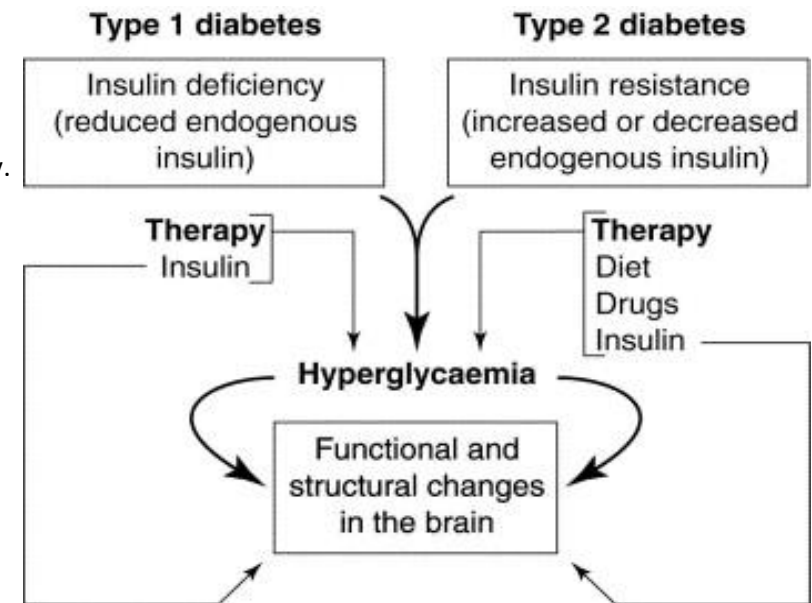 Type 1 diabetes
Insulin deficiency
(reduced endogenous
insulin)
Type 2 diabetes
Insulin resistance
(increased or decreased
endogenous insulin)
Therapy
Insulin
Therapy
Diet
Drugs
Insulin
Hyperglycaemia
Functional and
structural changes
in the brain